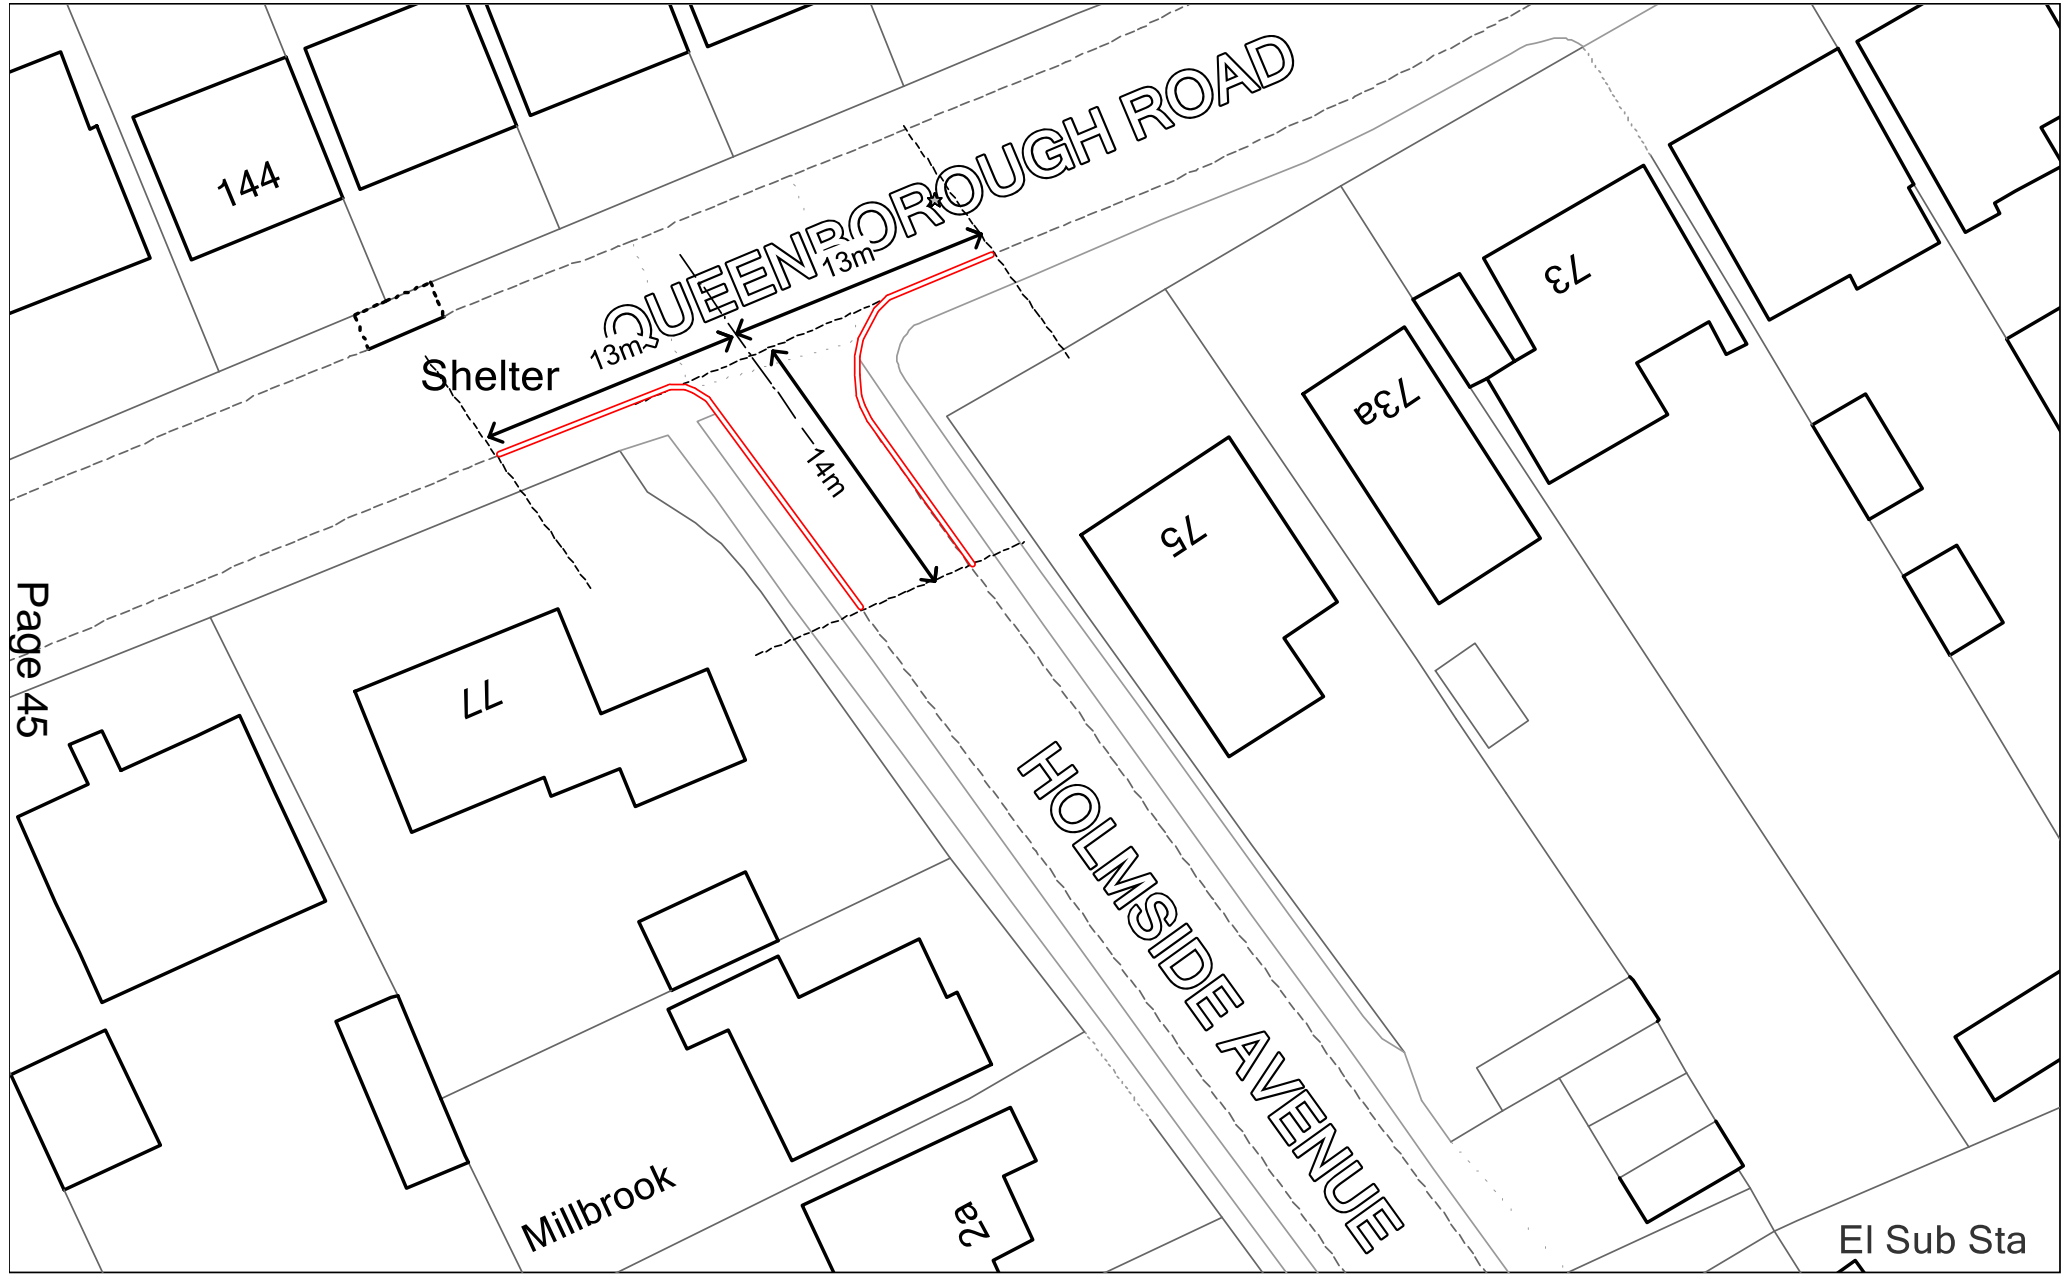 QUEENBOROUGH ROAD
144
13m
73
13m
Shelter
73a
14m
75
Page 45
77
HOLMSIDE AVENUE
Millbrook
2a
El Sub Sta